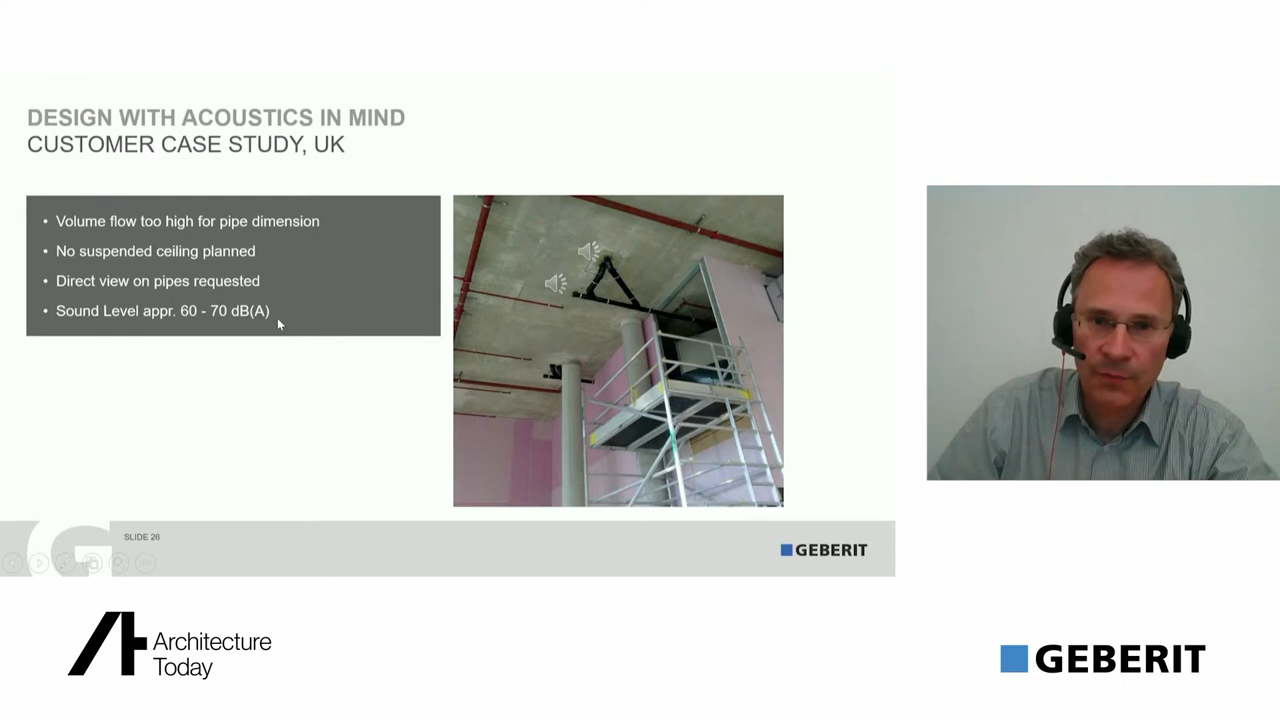 DESIGN WITH ACOUSTICS IN MIND
CUSTOMER CASE STUDY, UK
• Volume flow too high for pipe dimension
• No suspended ceiling planned
• Direct view on pipes requested
• Sound Level appr. 60 - 70 dB(A)
SLIDE 26
GEBERIT
Architecture
Today
GEBERIT